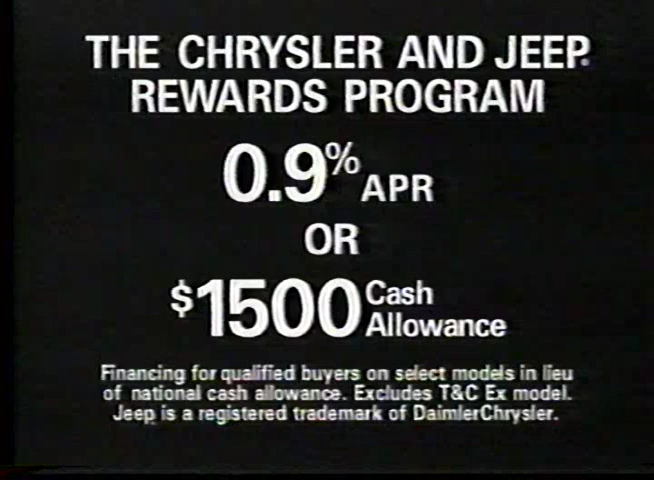 THE CHRYSLER AND JEEP®
REWARDS PROGRAM
0.9% APR
OR
$1500 Cash Allowance
Financing for qualified buyers on select models in lieu
of national cash allowance. Excludes T&C Ex model.
Jeep is a registered trademark of DaimlerChrysler.